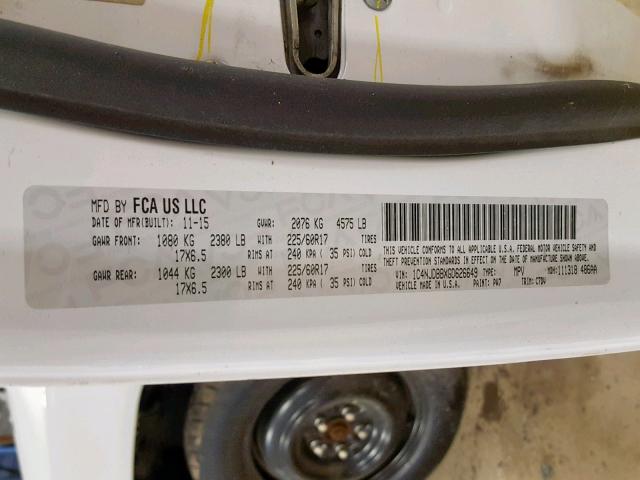 MFD BY FCA US LLC
DATE OF MFR(BUILT): 11-15 GVWR: 2076 KG 4575 LB
GAWR FRONT: 1080 KG 2380 LB WITH 225/60R17 TIRES
17X6.5 RIMS AT 240 KPA ( 35 PSI) COLD
GAWR REAR: 1044 KG 2300 LB WITH 225/60R17 TIRES
17X6.5 RIMS AT 240 KPA ( 35 PSI) COLD
THIS VEHICLE CONFORMS TO ALL APPLICABLE U.S.A. FEDERAL MOTOR VEHICLE SAFETY AND
THEFT PREVENTION STANDARDS IN EFFECT ON THE DATE OF MANUFACTURE SHOWN ABOVE.
VIN: 1C4NJDBBXGD626649 TYPE: MPV MDH: 111318 486AA
VEHICLE MADE IN U.S.A. PAINT: PW7 TRIM: